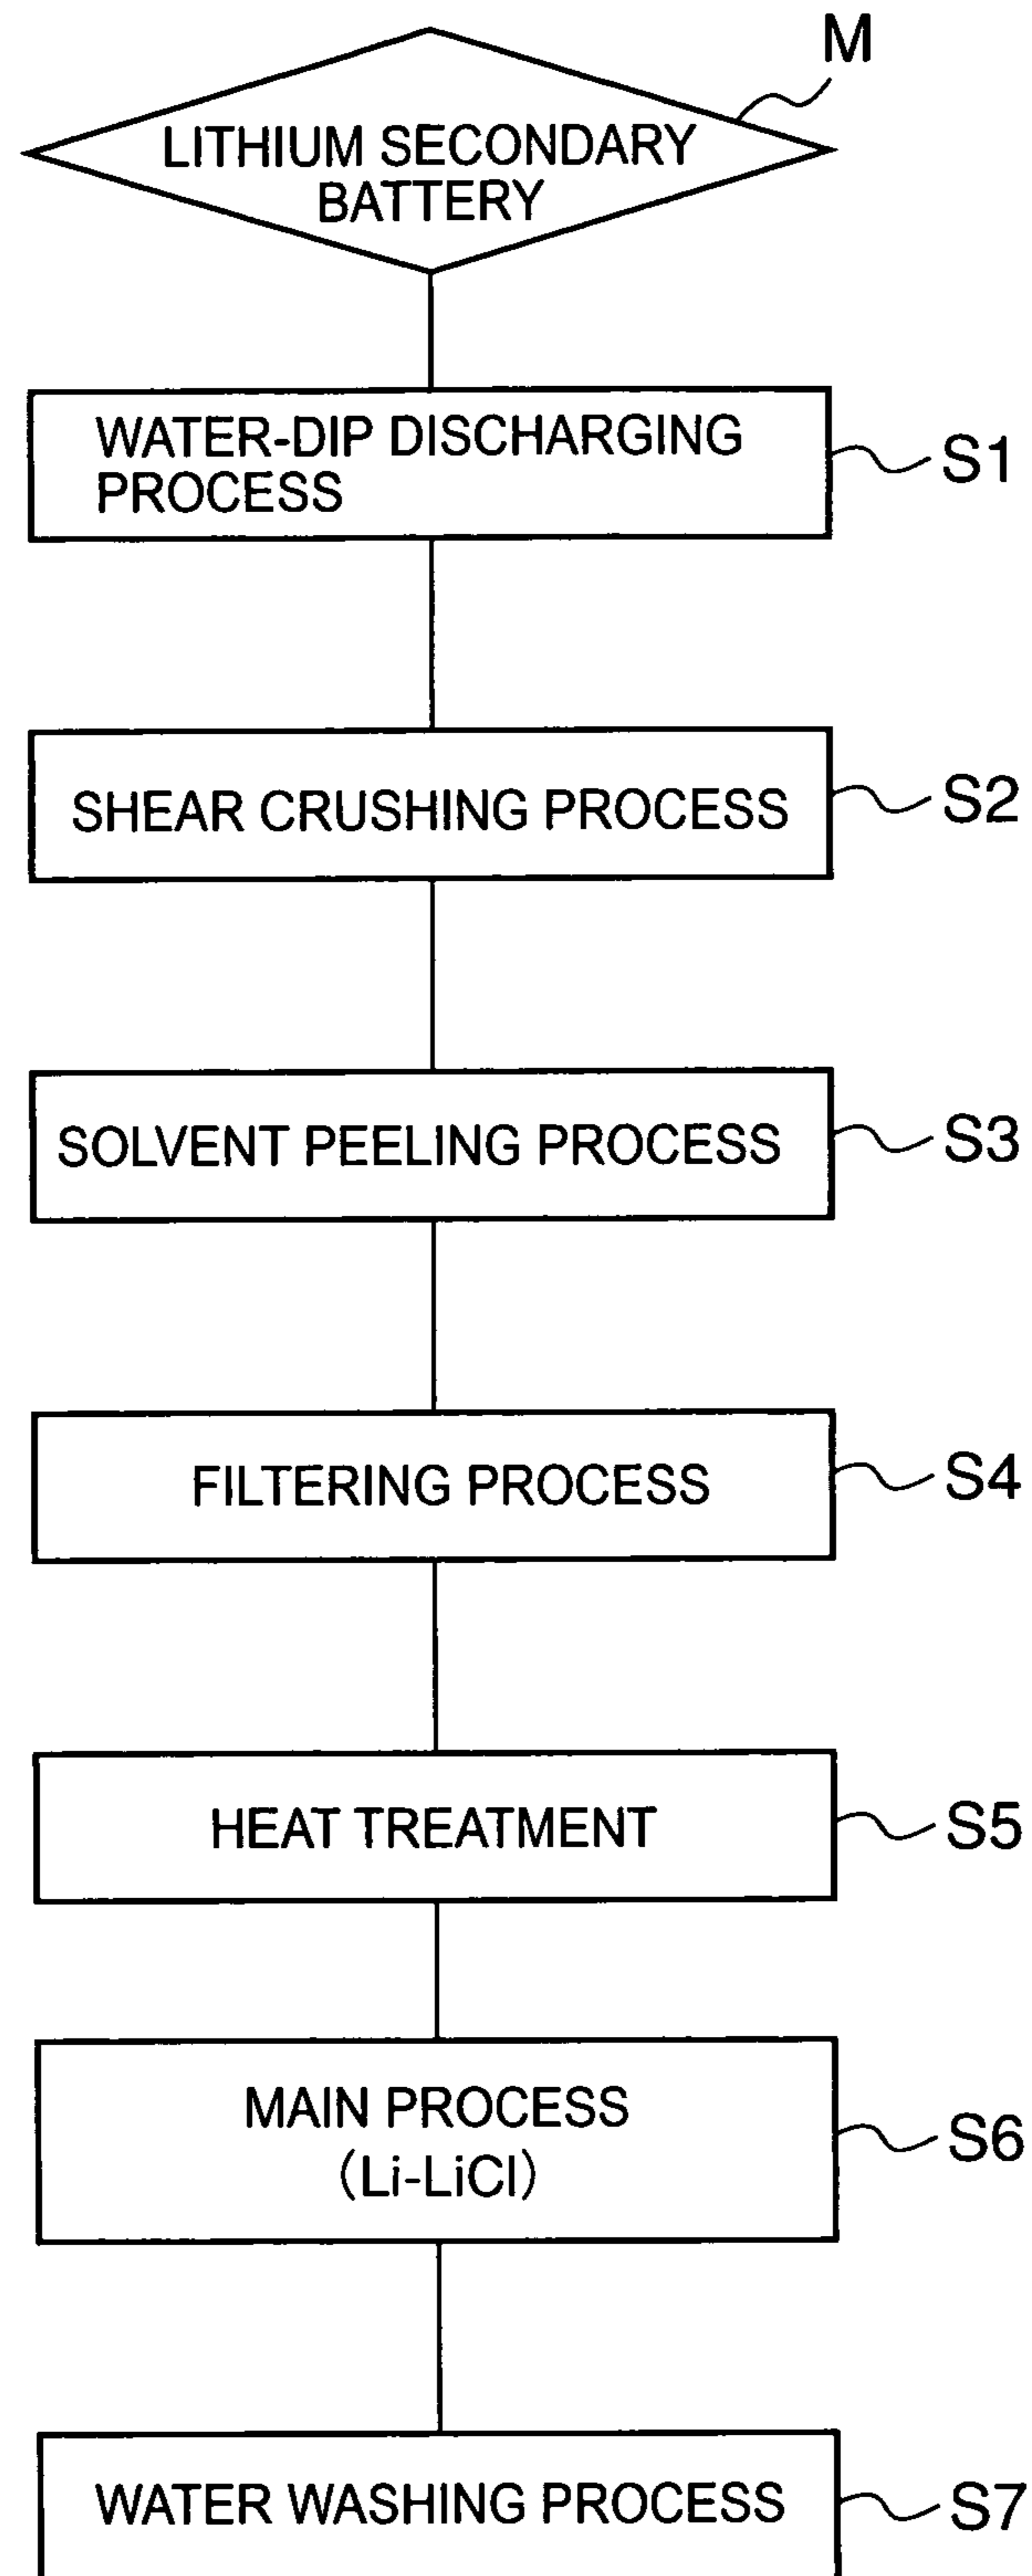 M
LITHIUM SECONDARY
BATTERY
WATER-DIP DISCHARGING
PROCESS
S1
SHEAR CRUSHING PROCESS
S2
SOLVENT PEELING PROCESS
S3
FILTERING PROCESS
S4
HEAT TREATMENT
S5
MAIN PROCESS
(Li-LiCl)
S6
WATER WASHING PROCESS
S7